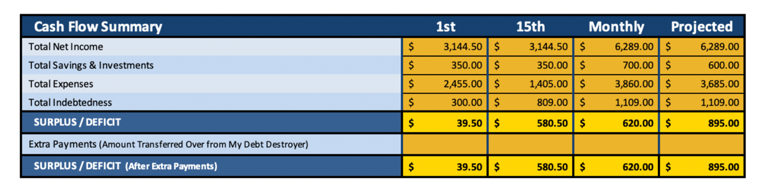 Cash Flow Summary 1st 15th Monthly Projected
Total Net Income $ 3,144.50 $ 3,144.50 $ 6,289.00 $ 6,289.00
Total Savings & Investments $ 350.00 $ 350.00 $ 700.00 $ 600.00
Total Expenses $ 2,455.00 $ 1,405.00 $ 3,860.00 $ 3,685.00
Total Indebtedness $ 300.00 $ 809.00 $ 1,109.00 $ 1,109.00
SURPLUS / DEFICIT $ 39.50 $ 580.50 $ 620.00 $ 895.00
Extra Payments (Amount Transferred Over from My Debt Destroyer)
SURPLUS / DEFICIT (After Extra Payments) $ 39.50 $ 580.50 $ 620.00 $ 895.00